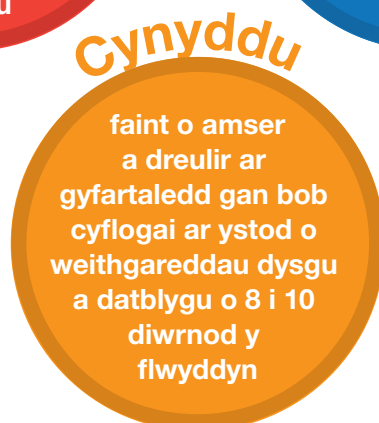 u
Cynyddu
faint o amser
a dreulir ar
gyfartaledd gan bob
cyflogai ar ystod o
weithgareddau dysgu
a datblygu o 8 i 10
diwrnod y
flwyddyn